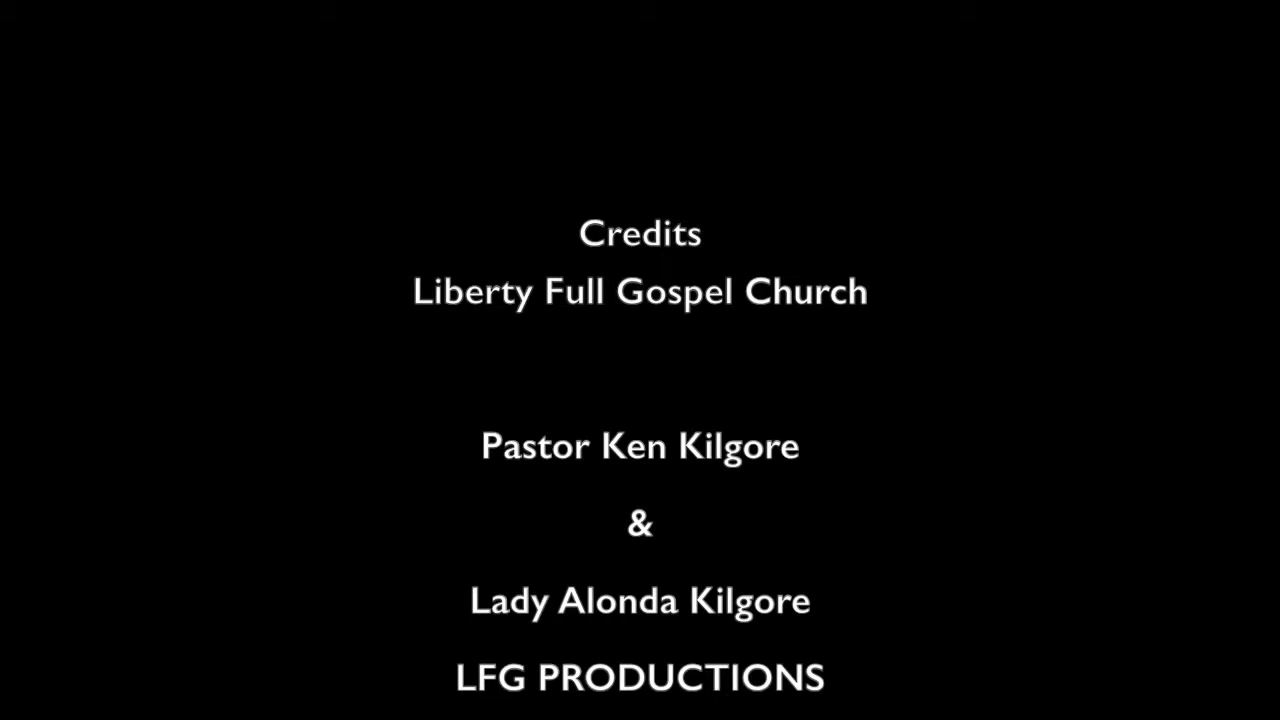 Credits
Liberty Full Gospel Church
Pastor Ken Kilgore
&
Lady Alonda Kilgore
LFG PRODUCTIONS